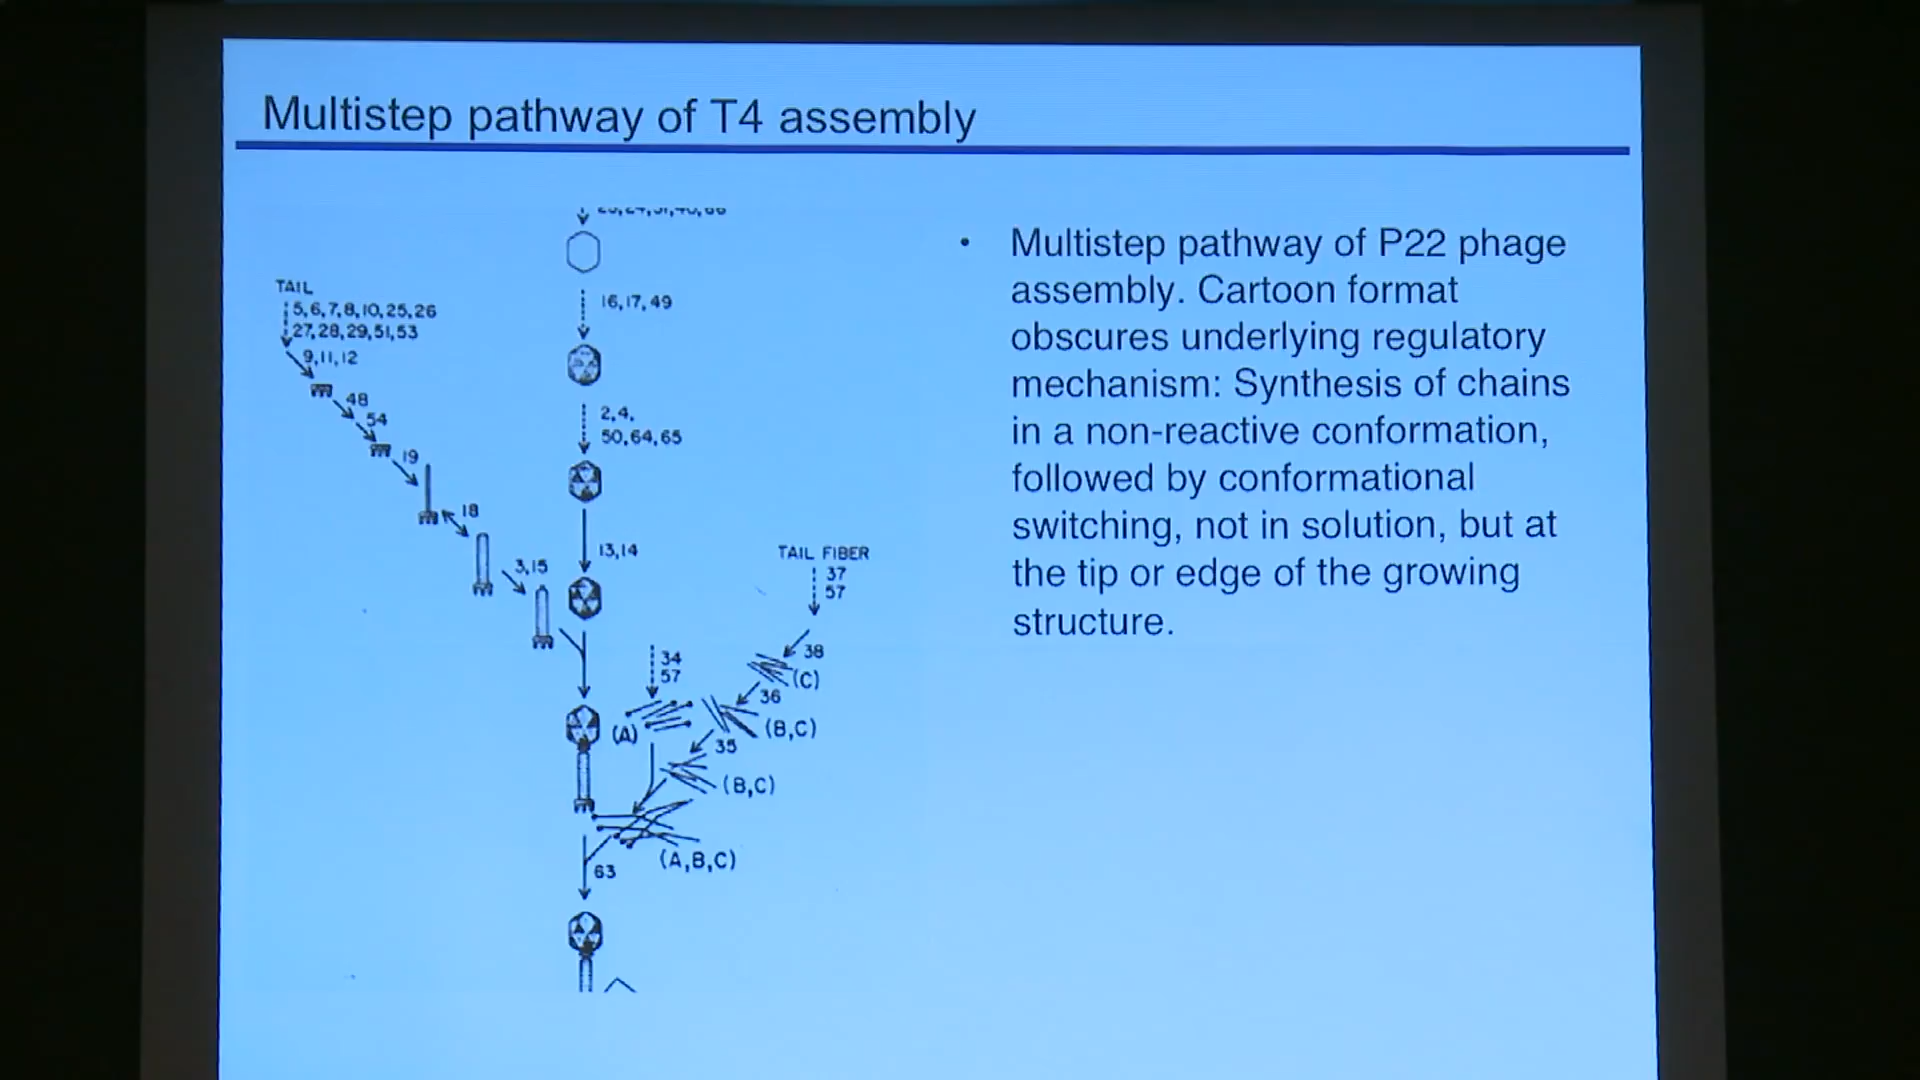 Multistep pathway of T4 assembly
TAIL
5,6,7,8,10,25,26
27,28,29,51,53
9,11,12
48
54
19
18
3,15
16,17,49
2,4,
50,64,65
13,14
TAIL FIBER
37
57
34
57
38
(C)
36
(A)
(B,C)
35
(B,C)
(A,B,C)
63
• Multistep pathway of P22 phage
assembly. Cartoon format
obscures underlying regulatory
mechanism: Synthesis of chains
in a non-reactive conformation,
followed by conformational
switching, not in solution, but at
the tip or edge of the growing
structure.